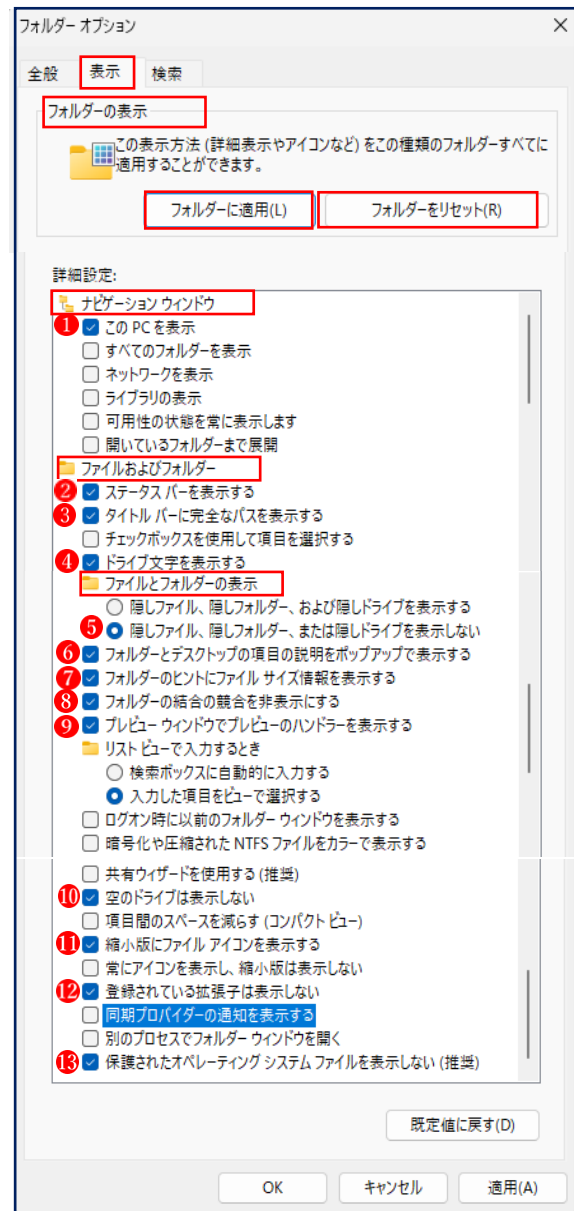 フォルダー オプション
全般 表示 検索
フォルダーの表示
この表示方法 (詳細表示やアイコンなど) をこの種類のフォルダーすべてに
適用することができます。
フォルダーに適用(L) フォルダーをリセット(R)
詳細設定:
ナビゲーション ウィンドウ
1 この PC を表示
すべてのフォルダーを表示
ネットワークを表示
ライブラリの表示
可用性の状態を常に表示します
開いているフォルダーまで展開
ファイルおよびフォルダー
2 ステータス バーを表示する
3 タイトル バーに完全なパスを表示する
チェックボックスを使用して項目を選択する
4 ドライブ文字を表示する
ファイルとフォルダーの表示
隠しファイル、隠しフォルダー、および隠しドライブを表示する
5 隠しファイル、隠しフォルダー、または隠しドライブを表示しない
6 フォルダーとデスクトップの項目の説明をポップアップで表示する
7 フォルダーのヒントにファイル サイズ情報を表示する
8 フォルダーの結合の競合を非表示にする
9 プレビュー ウィンドウでプレビューのハンドラーを表示する
リスト ビューで入力するとき
検索ボックスに自動的に入力する
入力した項目をビューで選択する
ログオン時に以前のフォルダー ウィンドウを表示する
暗号化や圧縮された NTFS ファイルをカラーで表示する
共有ウィザードを使用する (推奨)
10 空のドライブは表示しない
項目間のスペースを減らす (コンパクト ビュー)
11 縮小版にファイル アイコンを表示する
常にアイコンを表示し、縮小版は表示しない
12 登録されている拡張子は表示しない
同期プロバイダーの通知を表示する
別のプロセスでフォルダー ウィンドウを開く
13 保護されたオペレーティング システム ファイルを表示しない (推奨)
既定値に戻す(D)
OK キャンセル 適用(A)